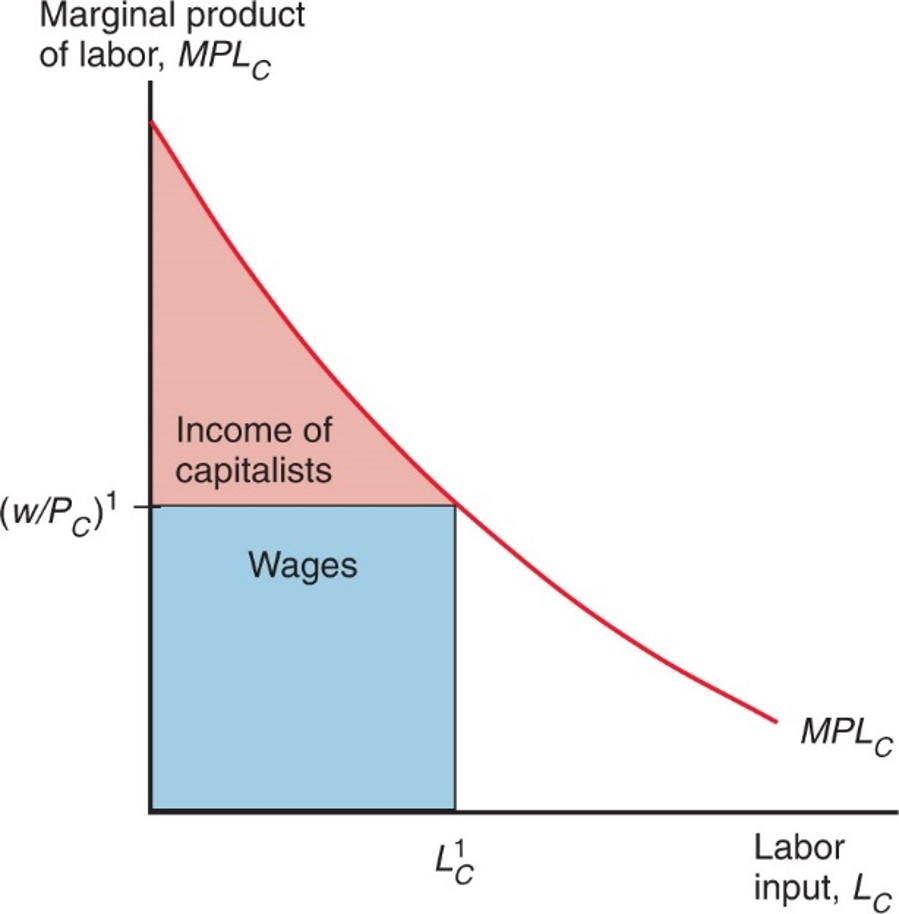 Marginal product
of labor, MPL_C
Income of
capitalists
(w/P_C)^1
Wages
MPL_C
L_C^1
Labor
input, L_C